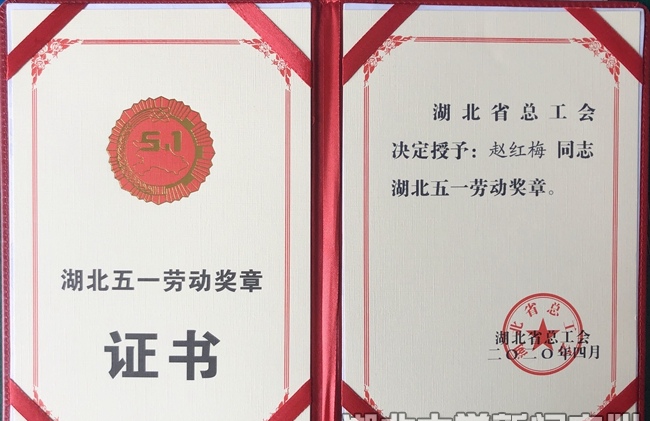 5.1
湖北五一劳动奖章
证书
湖北省总工会
决定授予：赵红梅 同志
湖北五一劳动奖章。
湖北省总工会
湖北省总工会
二〇二〇年四月